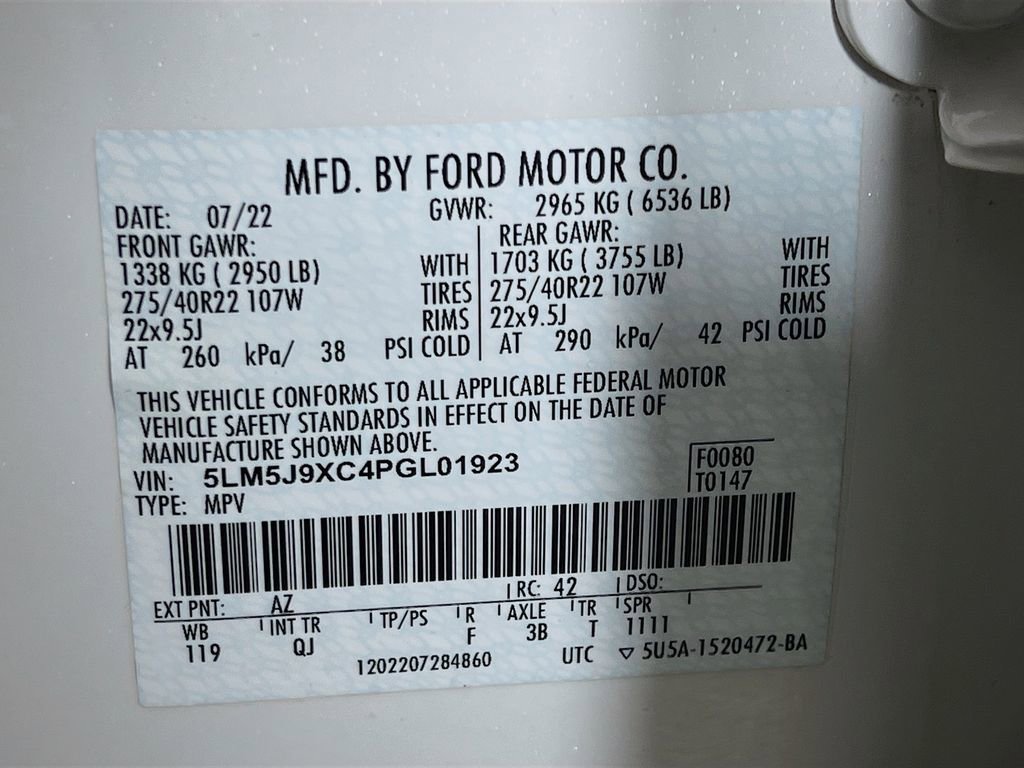 MFD. BY FORD MOTOR CO.
DATE: 07/22 GVWR: 2965 KG ( 6536 LB)
FRONT GAWR: REAR GAWR:
1338 KG ( 2950 LB) WITH 1703 KG ( 3755 LB) WITH
275/40R22 107W TIRES 275/40R22 107W TIRES
22x9.5J RIMS 22x9.5J RIMS
AT 260 kPa/ 38 PSI COLD AT 290 kPa/ 42 PSI COLD
THIS VEHICLE CONFORMS TO ALL APPLICABLE FEDERAL MOTOR
VEHICLE SAFETY STANDARDS IN EFFECT ON THE DATE OF
MANUFACTURE SHOWN ABOVE.
VIN: 5LM5J9XC4PGL01923 F0080
TYPE: MPV T0147
EXT PNT: AZ RC: 42 DSO:
WB INT TR TP/PS R AXLE TR SPR
119 QJ F 3B T 1111
1202207284860 UTC ▽ 5U5A-1520472-BA